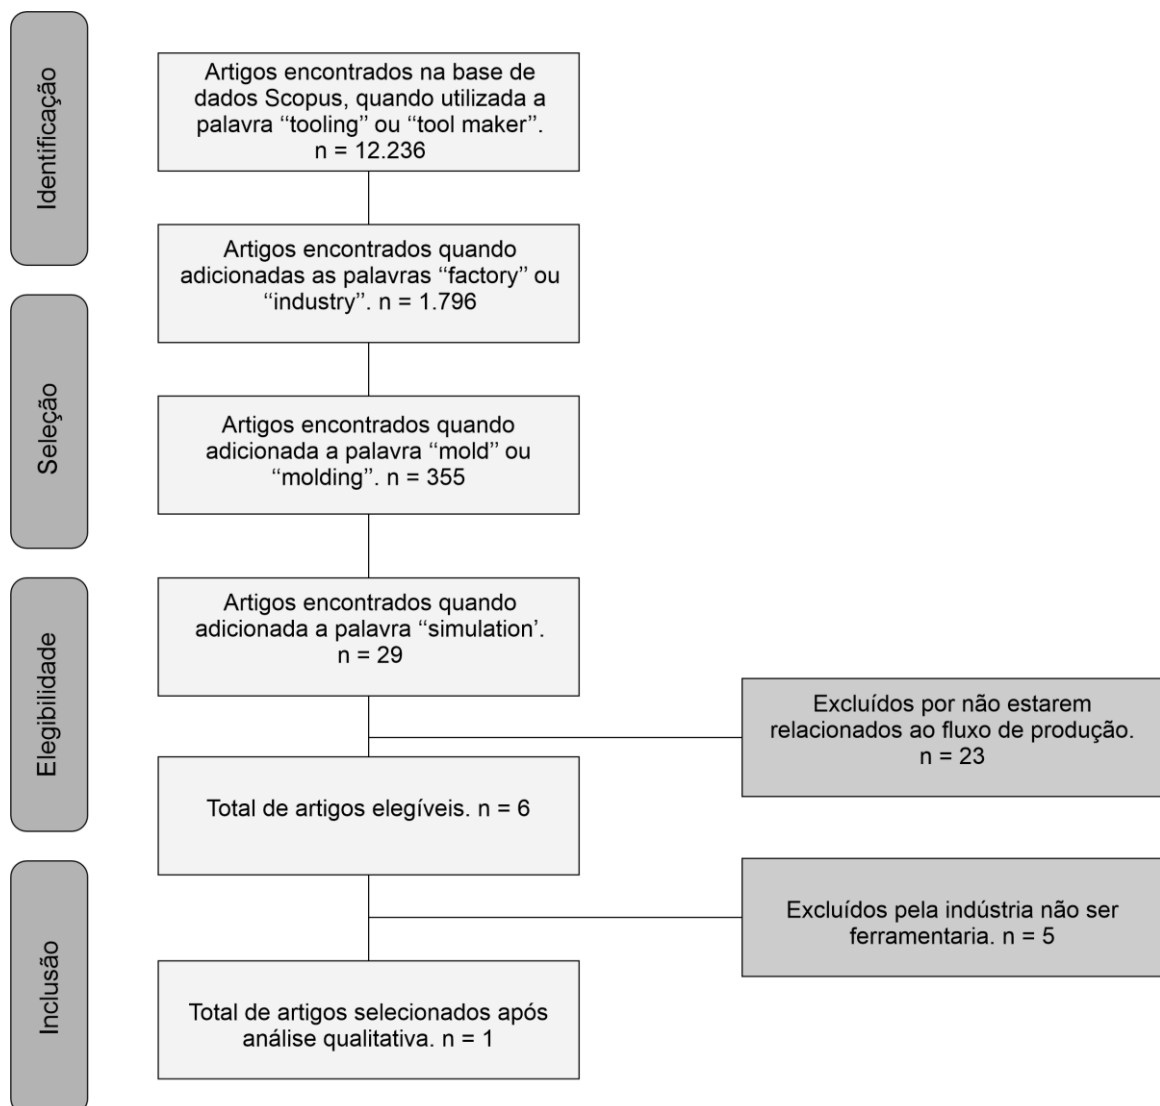 Identificação
Artigos encontrados na base de
dados Scopus, quando utilizada a
palavra “tooling” ou “tool maker”.
n = 12.236
Artigos encontrados quando
adicionadas as palavras “factory” ou
“industry”. n = 1.796
Seleção
Artigos encontrados quando
adicionada a palavra “mold” ou
“molding”. n = 355
Elegibilidade
Artigos encontrados quando
adicionada a palavra “simulation’.
n = 29
Excluídos por não estarem
relacionados ao fluxo de produção.
n = 23
Total de artigos elegíveis. n = 6
Inclusão
Excluídos pela indústria não ser
ferramentaria. n = 5
Total de artigos selecionados após
análise qualitativa. n = 1